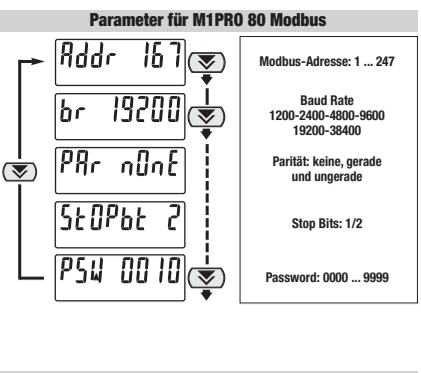 Parameter für M1PRO 80 Modbus
Addr 167
Modbus-Adresse: 1 ... 247
br 19200
Baud Rate
1200-2400-4800-9600
19200-38400
PAr nOnE
Parität: keine, gerade
und ungerade
StOPbt 2
Stop Bits: 1/2
PSW 0010
Password: 0000 ... 9999